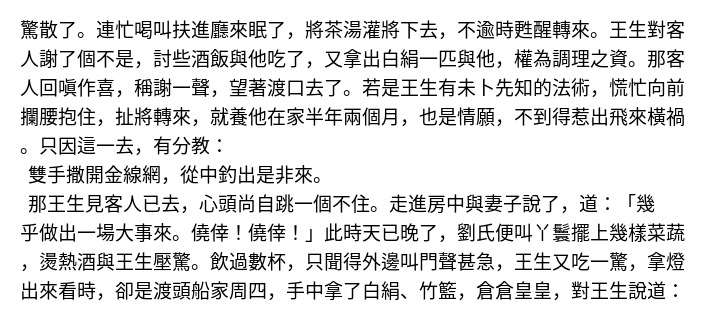 驚散了。連忙喝叫扶進廳來眠了，將茶湯灌將下去，不逾時甦醒轉來。王生對客
人謝了個不是，討些酒飯與他吃了，又拿出白絹一匹與他，權為調理之資。那客
人回嗔作喜，稱謝一聲，望著渡口去了。若是王生有未卜先知的法術，慌忙向前
攔腰抱住，扯將轉來，就養他在家半年兩個月，也是情願，不到得惹出飛來橫禍
。只因這一去，有分教：
雙手撒開金線網，從中釣出是非來。
那王生見客人已去，心頭尚自跳一個不住。走進房中與妻子說了，道：「幾
乎做出一場大事來。僥倖！僥倖！」此時天已晚了，劉氏便叫丫鬟擺上幾樣菜蔬
，燙熱酒與王生壓驚。飲過數杯，只聞得外邊叫門聲甚急，王生又吃一驚，拿燈
出來看時，卻是渡頭船家周四，手中拿了白絹、竹籃，倉倉皇皇，對王生說道：